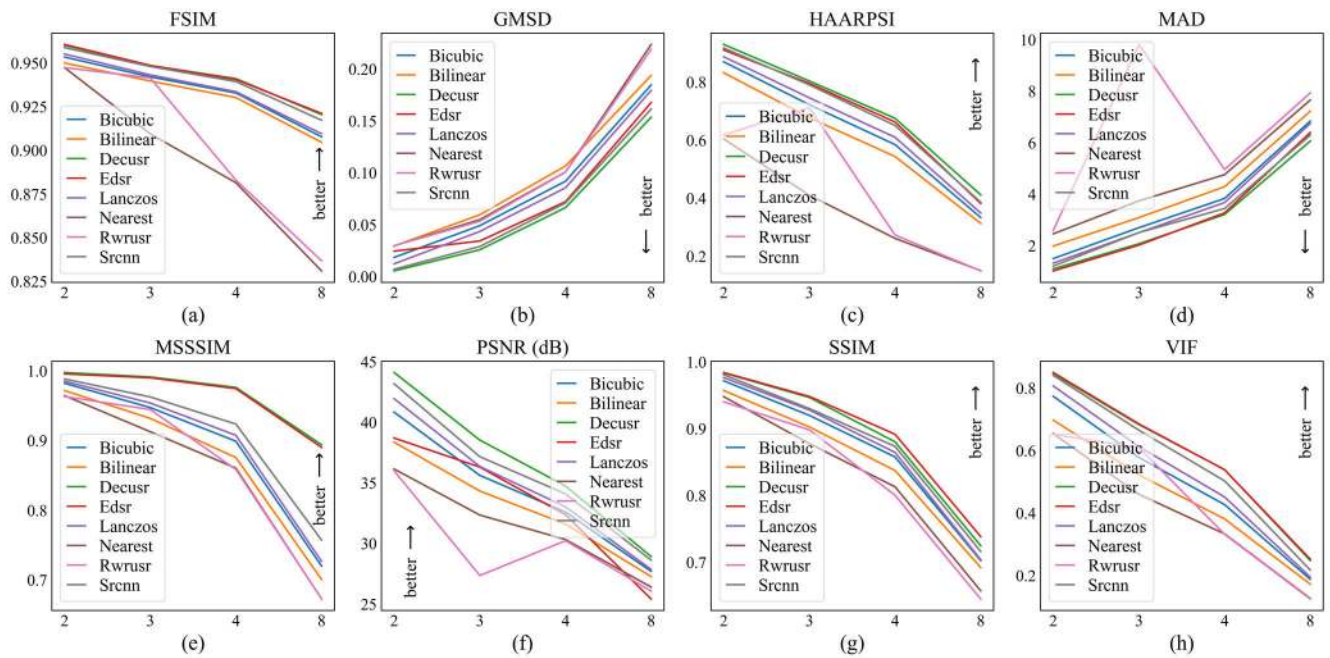 FSIM
0.950
0.925
0.900
0.875
0.850
0.825
Bicubic
Bilinear
Decusr
Edsr
Lanczos
Nearest
Rwrusr
Srcnn
better →
2 3 4 8
(a)
GMSD
0.20
0.15
0.10
0.05
0.00
Bicubic
Bilinear
Decusr
Edsr
Lanczos
Nearest
Rwrusr
Srcnn
← better
2 3 4 8
(b)
HAARPSI
0.8
0.6
0.4
0.2
Bicubic
Bilinear
Decusr
Edsr
Lanczos
Nearest
Rwrusr
Srcnn
better →
2 3 4 8
(c)
MAD
10
8
6
4
2
Bicubic
Bilinear
Decusr
Edsr
Lanczos
Nearest
Rwrusr
Srcnn
← better
2 3 4 8
(d)
MSSSIM
1.0
0.9
0.8
0.7
Bicubic
Bilinear
Decusr
Edsr
Lanczos
Nearest
Rwrusr
Srcnn
better →
2 3 4 8
(e)
PSNR (dB)
45
40
35
30
25
Bicubic
Bilinear
Decusr
Edsr
Lanczos
Nearest
Rwrusr
Srcnn
better →
2 3 4 8
(f)
SSIM
1.0
0.9
0.8
0.7
Bicubic
Bilinear
Decusr
Edsr
Lanczos
Nearest
Rwrusr
Srcnn
better →
2 3 4 8
(g)
VIF
0.8
0.6
0.4
0.2
Bicubic
Bilinear
Decusr
Edsr
Lanczos
Nearest
Rwrusr
Srcnn
better →
2 3 4 8
(h)